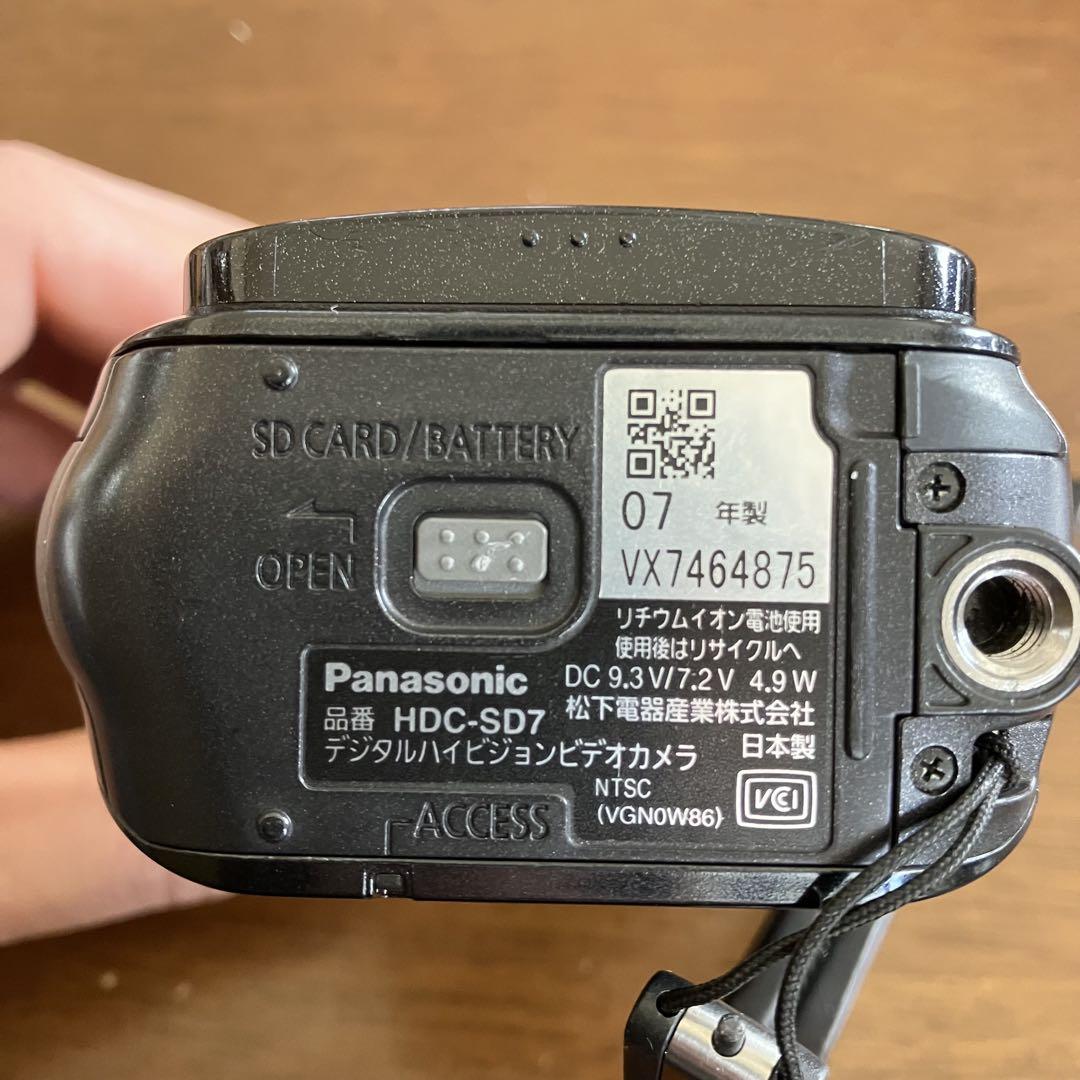 SD CARD/BATTERY
OPEN
07 年製
VX7464875
リチウムイオン電池使用
使用後はリサイクルへ
DC 9.3 V/7.2 V 4.9 W
松下電器産業株式会社
日本製
Panasonic
品番 HDC-SD7
デジタルハイビジョンビデオカメラ
NTSC
(VGN0W86)
VCI
ACCESS